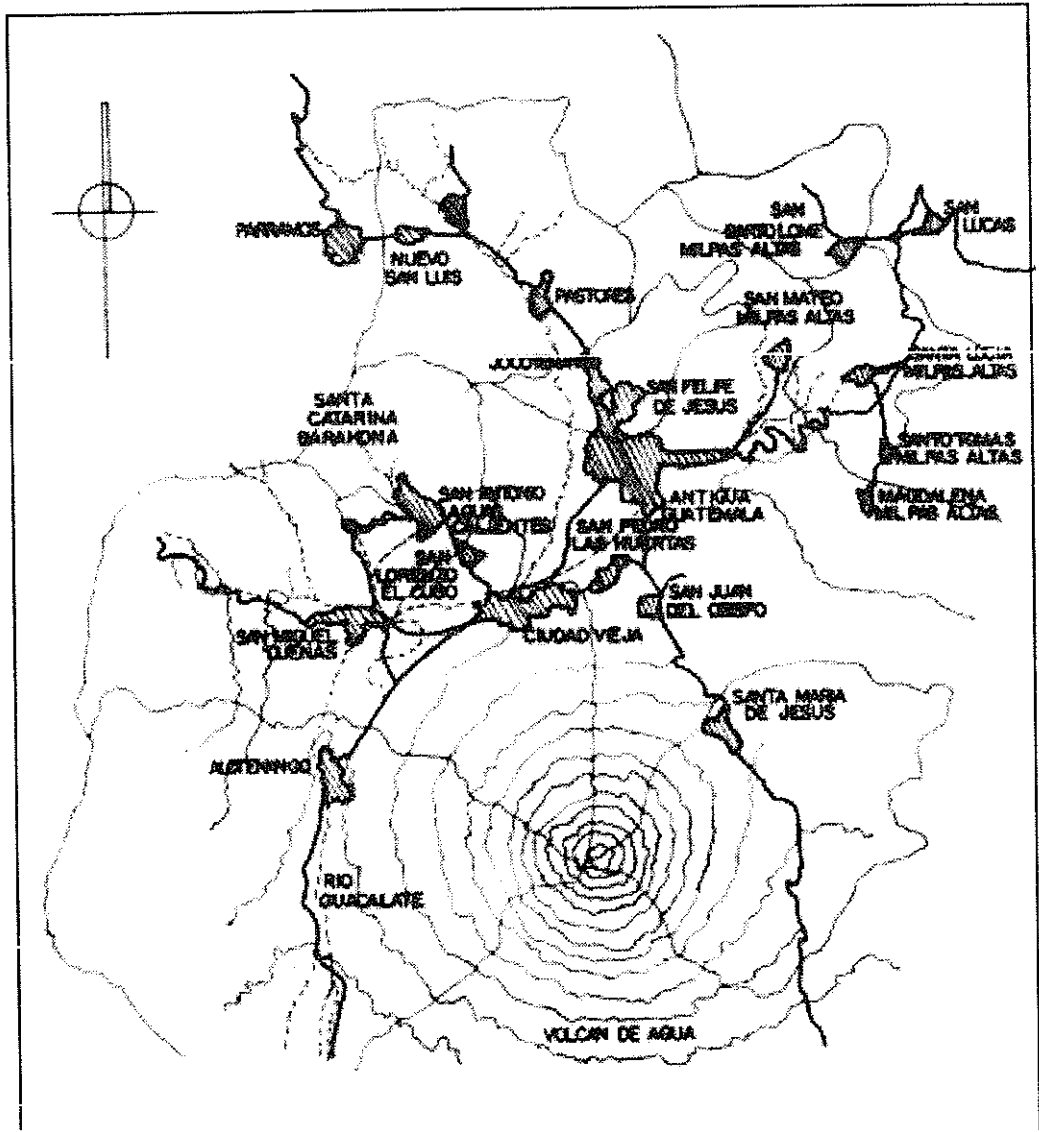 PARRAMOS
NUEVO
SAN LUIS
PASTORES
SAN
BARTOLOME
MILPAS ALTAS
SAN
LUCAS
SAN MATEO
MILPAS ALTAS
JOCOTENANGO
SAN FELIPE
DE JESUS
SANTA LUCIA
MILPAS ALTAS
SANTA
CATARINA
BARAHONA
SANTO TOMAS
MILPAS ALTAS
SAN ANTONIO
AGUAS
CALIENTES
ANTIGUA
GUATEMALA
MAGDALENA
MILPAS ALTAS
SAN PEDRO
LAS HUERTAS
SAN
LORENZO
EL CUBO
SAN JUAN
DEL OBISPO
SAN MIGUEL
DUEÑAS
CIUDAD VIEJA
SANTA MARIA
DE JESUS
ALOTENANGO
RIO
GUACALATE
VOLCAN DE AGUA